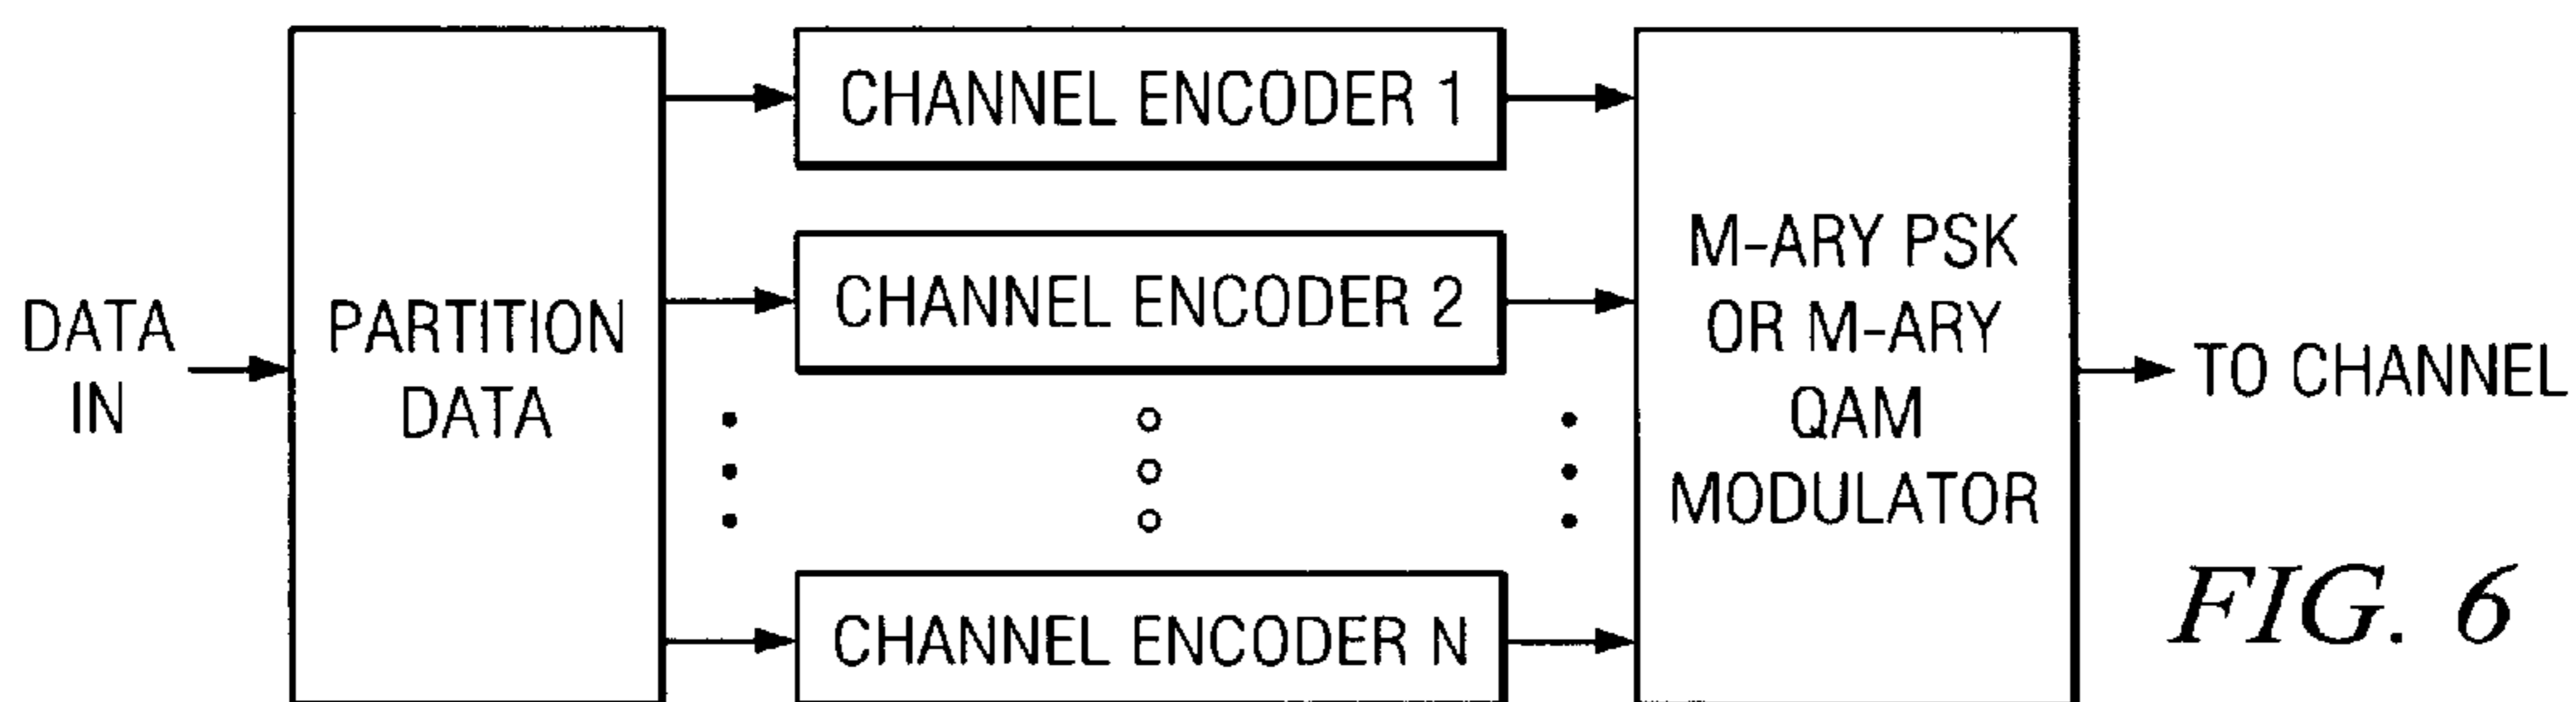 DATA
IN
PARTITION
DATA
CHANNEL ENCODER 1
CHANNEL ENCODER 2
CHANNEL ENCODER N
M-ARY PSK
OR M-ARY
QAM
MODULATOR
TO CHANNEL
FIG. 6